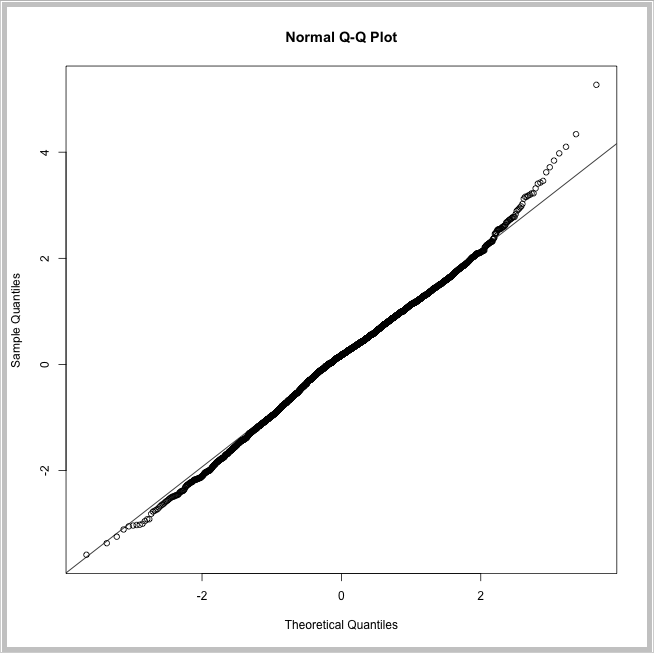 Normal Q-Q Plot
4
2
0
-2
Sample Quantiles
-2 0 2
Theoretical Quantiles